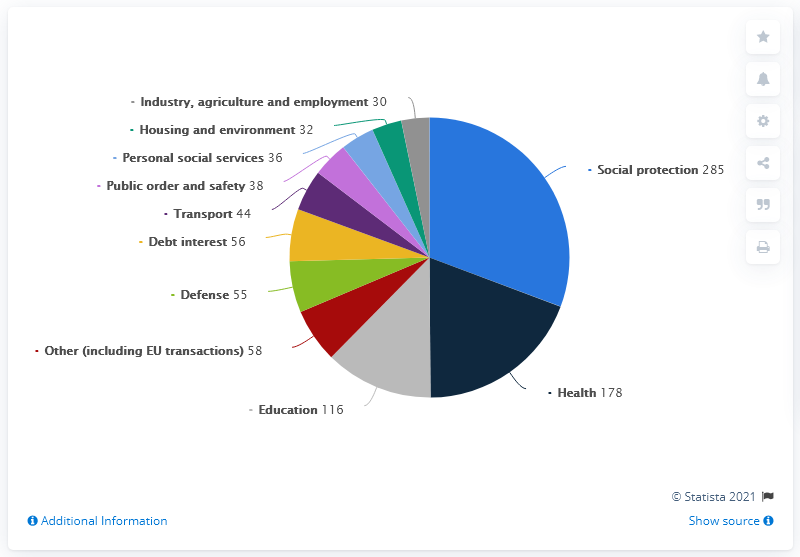 Industry, agriculture and employment 30
Housing and environment 32
Personal social services 36
Public order and safety 38
Transport 44
Debt interest 56
Defense 55
Other (including EU transactions) 58
Education 116
Social protection 285
Health 178
© Statista 2021
Additional Information
Show source